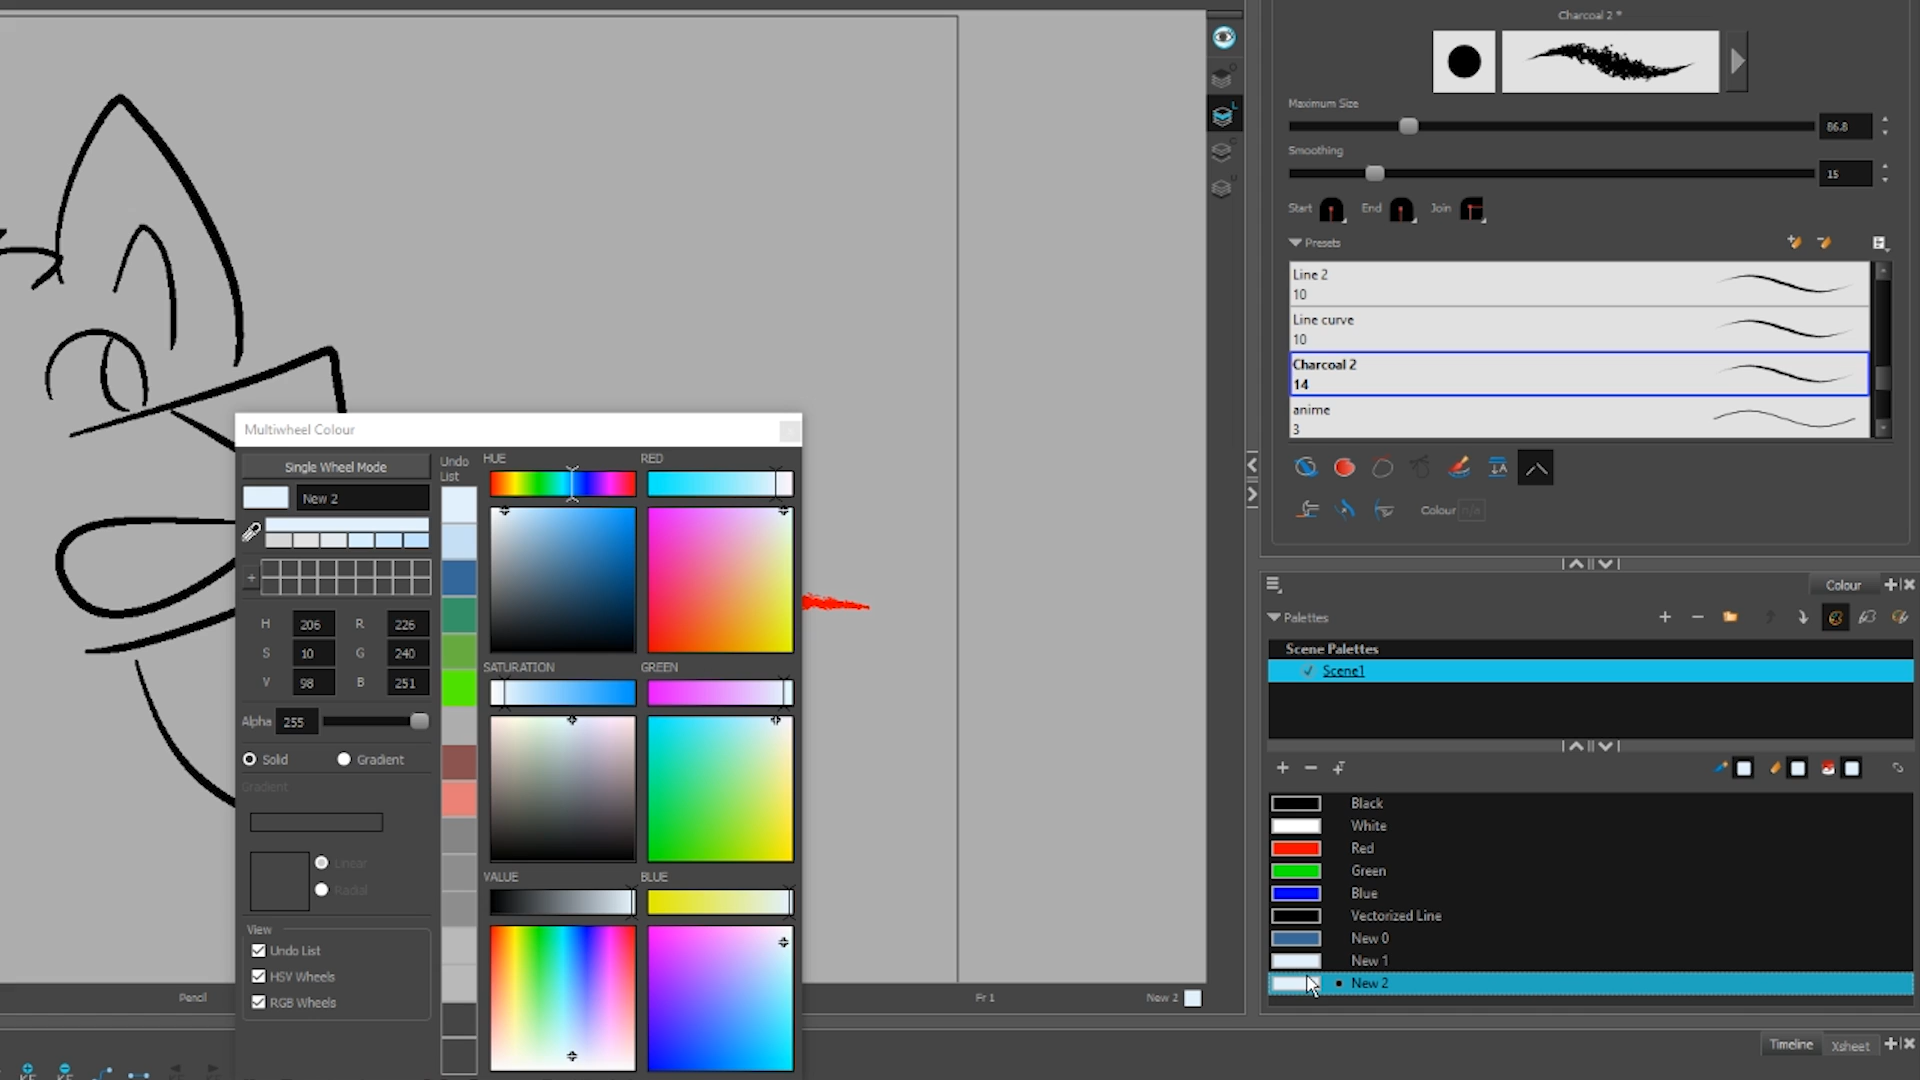 Charcoal 2 *
Maximum Size
86.8
Smoothing
15
Start End Join
Presets
Line 2
10
Line curve
10
Charcoal 2
14
anime
3
Colour n/a
Colour
Palettes
Scene Palettes
Scene1
Black
White
Red
Green
Blue
Vectorized Line
New 0
New 1
New 2
Timeline Xsheet
Multiwheel Colour
Single Wheel Mode
New 2
Undo
List
HUE RED
H 206 R 226
S 10 G 240
V 98 B 251
SATURATION GREEN
Alpha 255
Solid Gradient
Gradient
Linear
Radial
VALUE BLUE
View
Undo List
HSV Wheels
RGB Wheels
Pencil
Fr 1
New 2